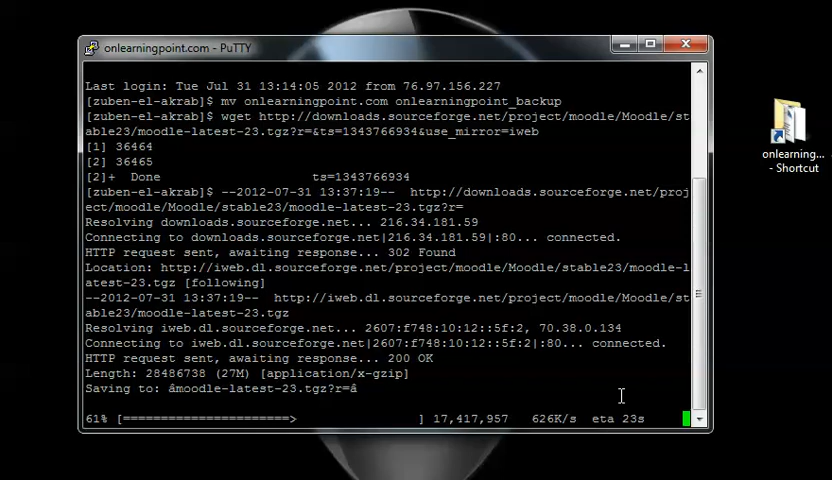 onlearningpoint.com - PuTTY
Last login: Tue Jul 31 13:14:05 2012 from 76.97.156.227
[zuben-el-akrab]$ mv onlearningpoint.com onlearningpoint_backup
[zuben-el-akrab]$ wget http://downloads.sourceforge.net/project/moodle/Moodle/st
able23/moodle-latest-23.tgz?r=&ts=1343766934&use_mirror=iweb
[1] 36464
[2] 36465
[2]+  Done                    ts=1343766934
[zuben-el-akrab]$ --2012-07-31 13:37:19--  http://downloads.sourceforge.net/proj
ect/moodle/Moodle/stable23/moodle-latest-23.tgz?r=
Resolving downloads.sourceforge.net... 216.34.181.59
Connecting to downloads.sourceforge.net|216.34.181.59|:80... connected.
HTTP request sent, awaiting response... 302 Found
Location: http://iweb.dl.sourceforge.net/project/moodle/Moodle/stable23/moodle-l
atest-23.tgz [following]
--2012-07-31 13:37:19--  http://iweb.dl.sourceforge.net/project/moodle/Moodle/st
able23/moodle-latest-23.tgz
Resolving iweb.dl.sourceforge.net... 2607:f748:10:12::5f:2, 70.38.0.134
Connecting to iweb.dl.sourceforge.net|2607:f748:10:12::5f:2|:80... connected.
HTTP request sent, awaiting response... 200 OK
Length: 28486738 (27M) [application/x-gzip]
Saving to: âmoodle-latest-23.tgz?r=â
61% [======================>                ] 17,417,957   626K/s  eta 23s
onlearning...
- Shortcut